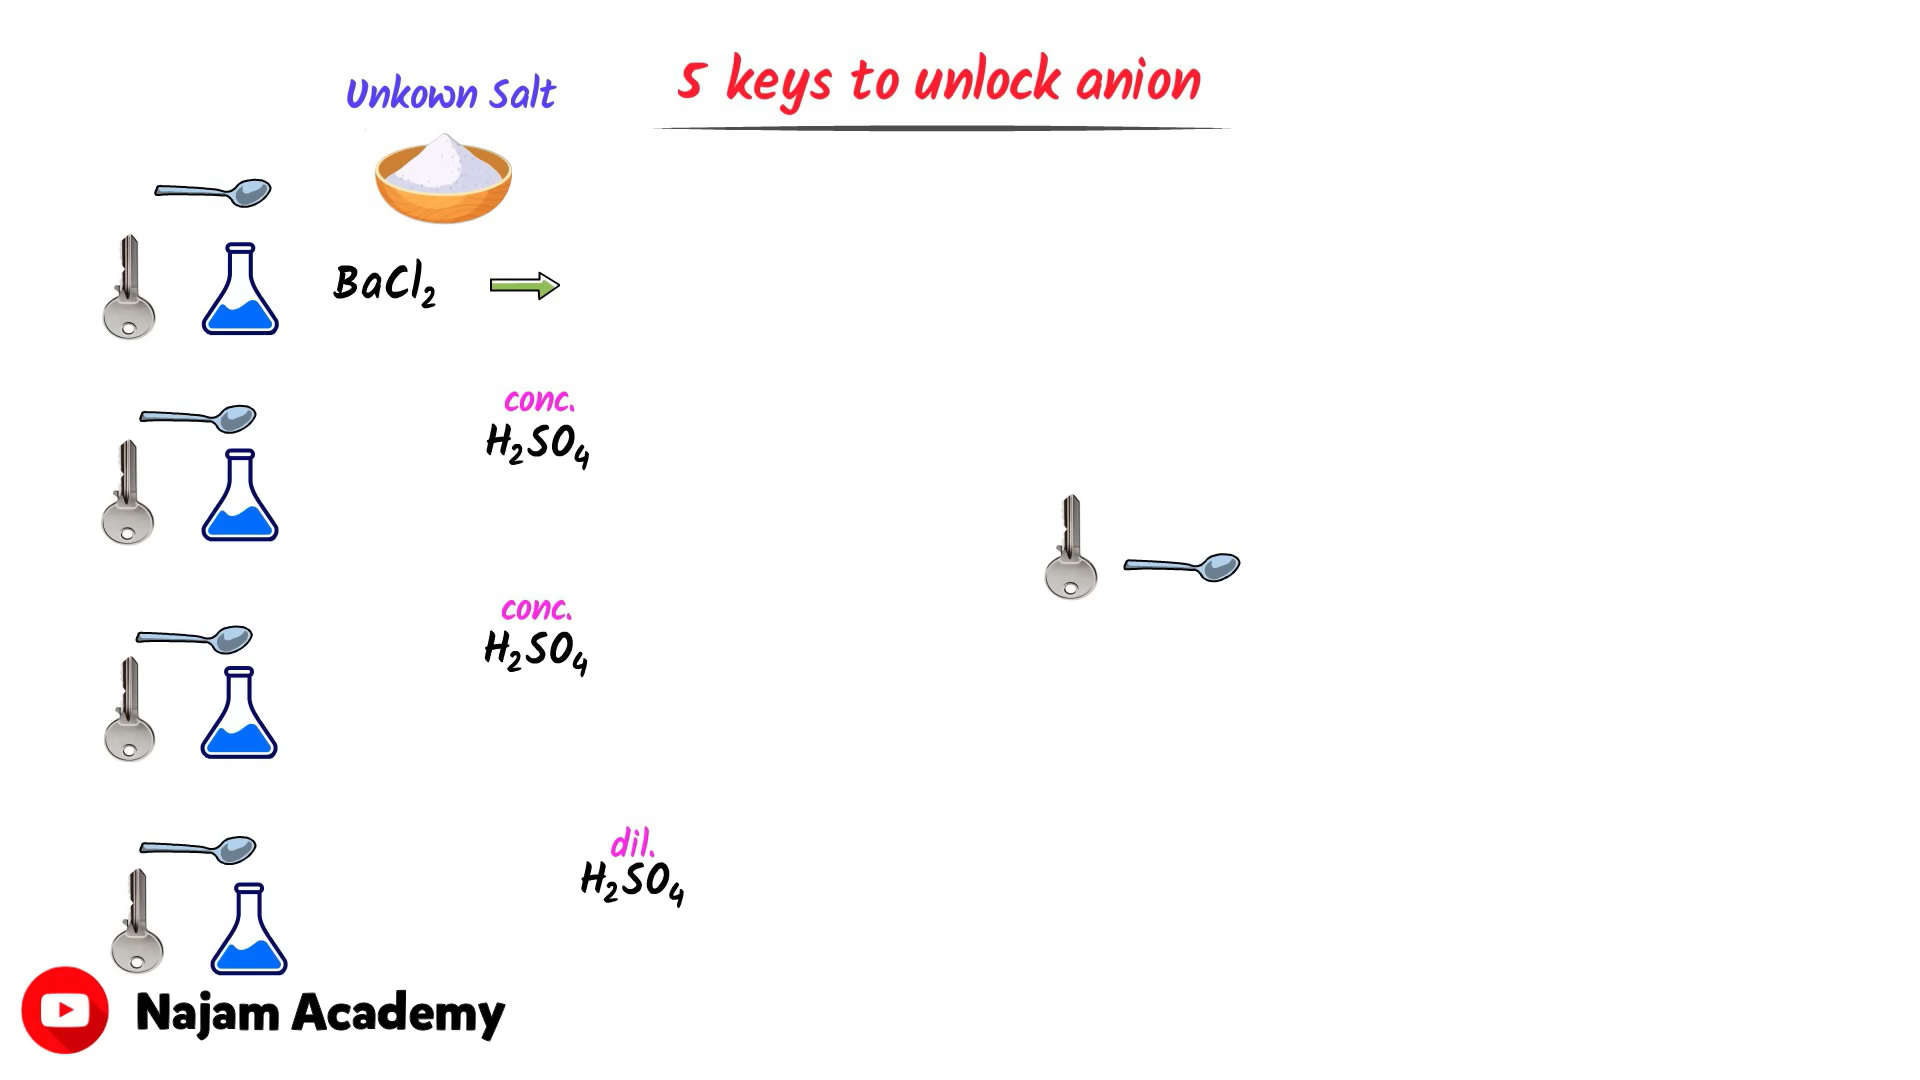 5 keys to unlock anion
Unkown Salt
BaCl₂
conc.
H₂SO₄
conc.
H₂SO₄
dil.
H₂SO₄
Najam Academy